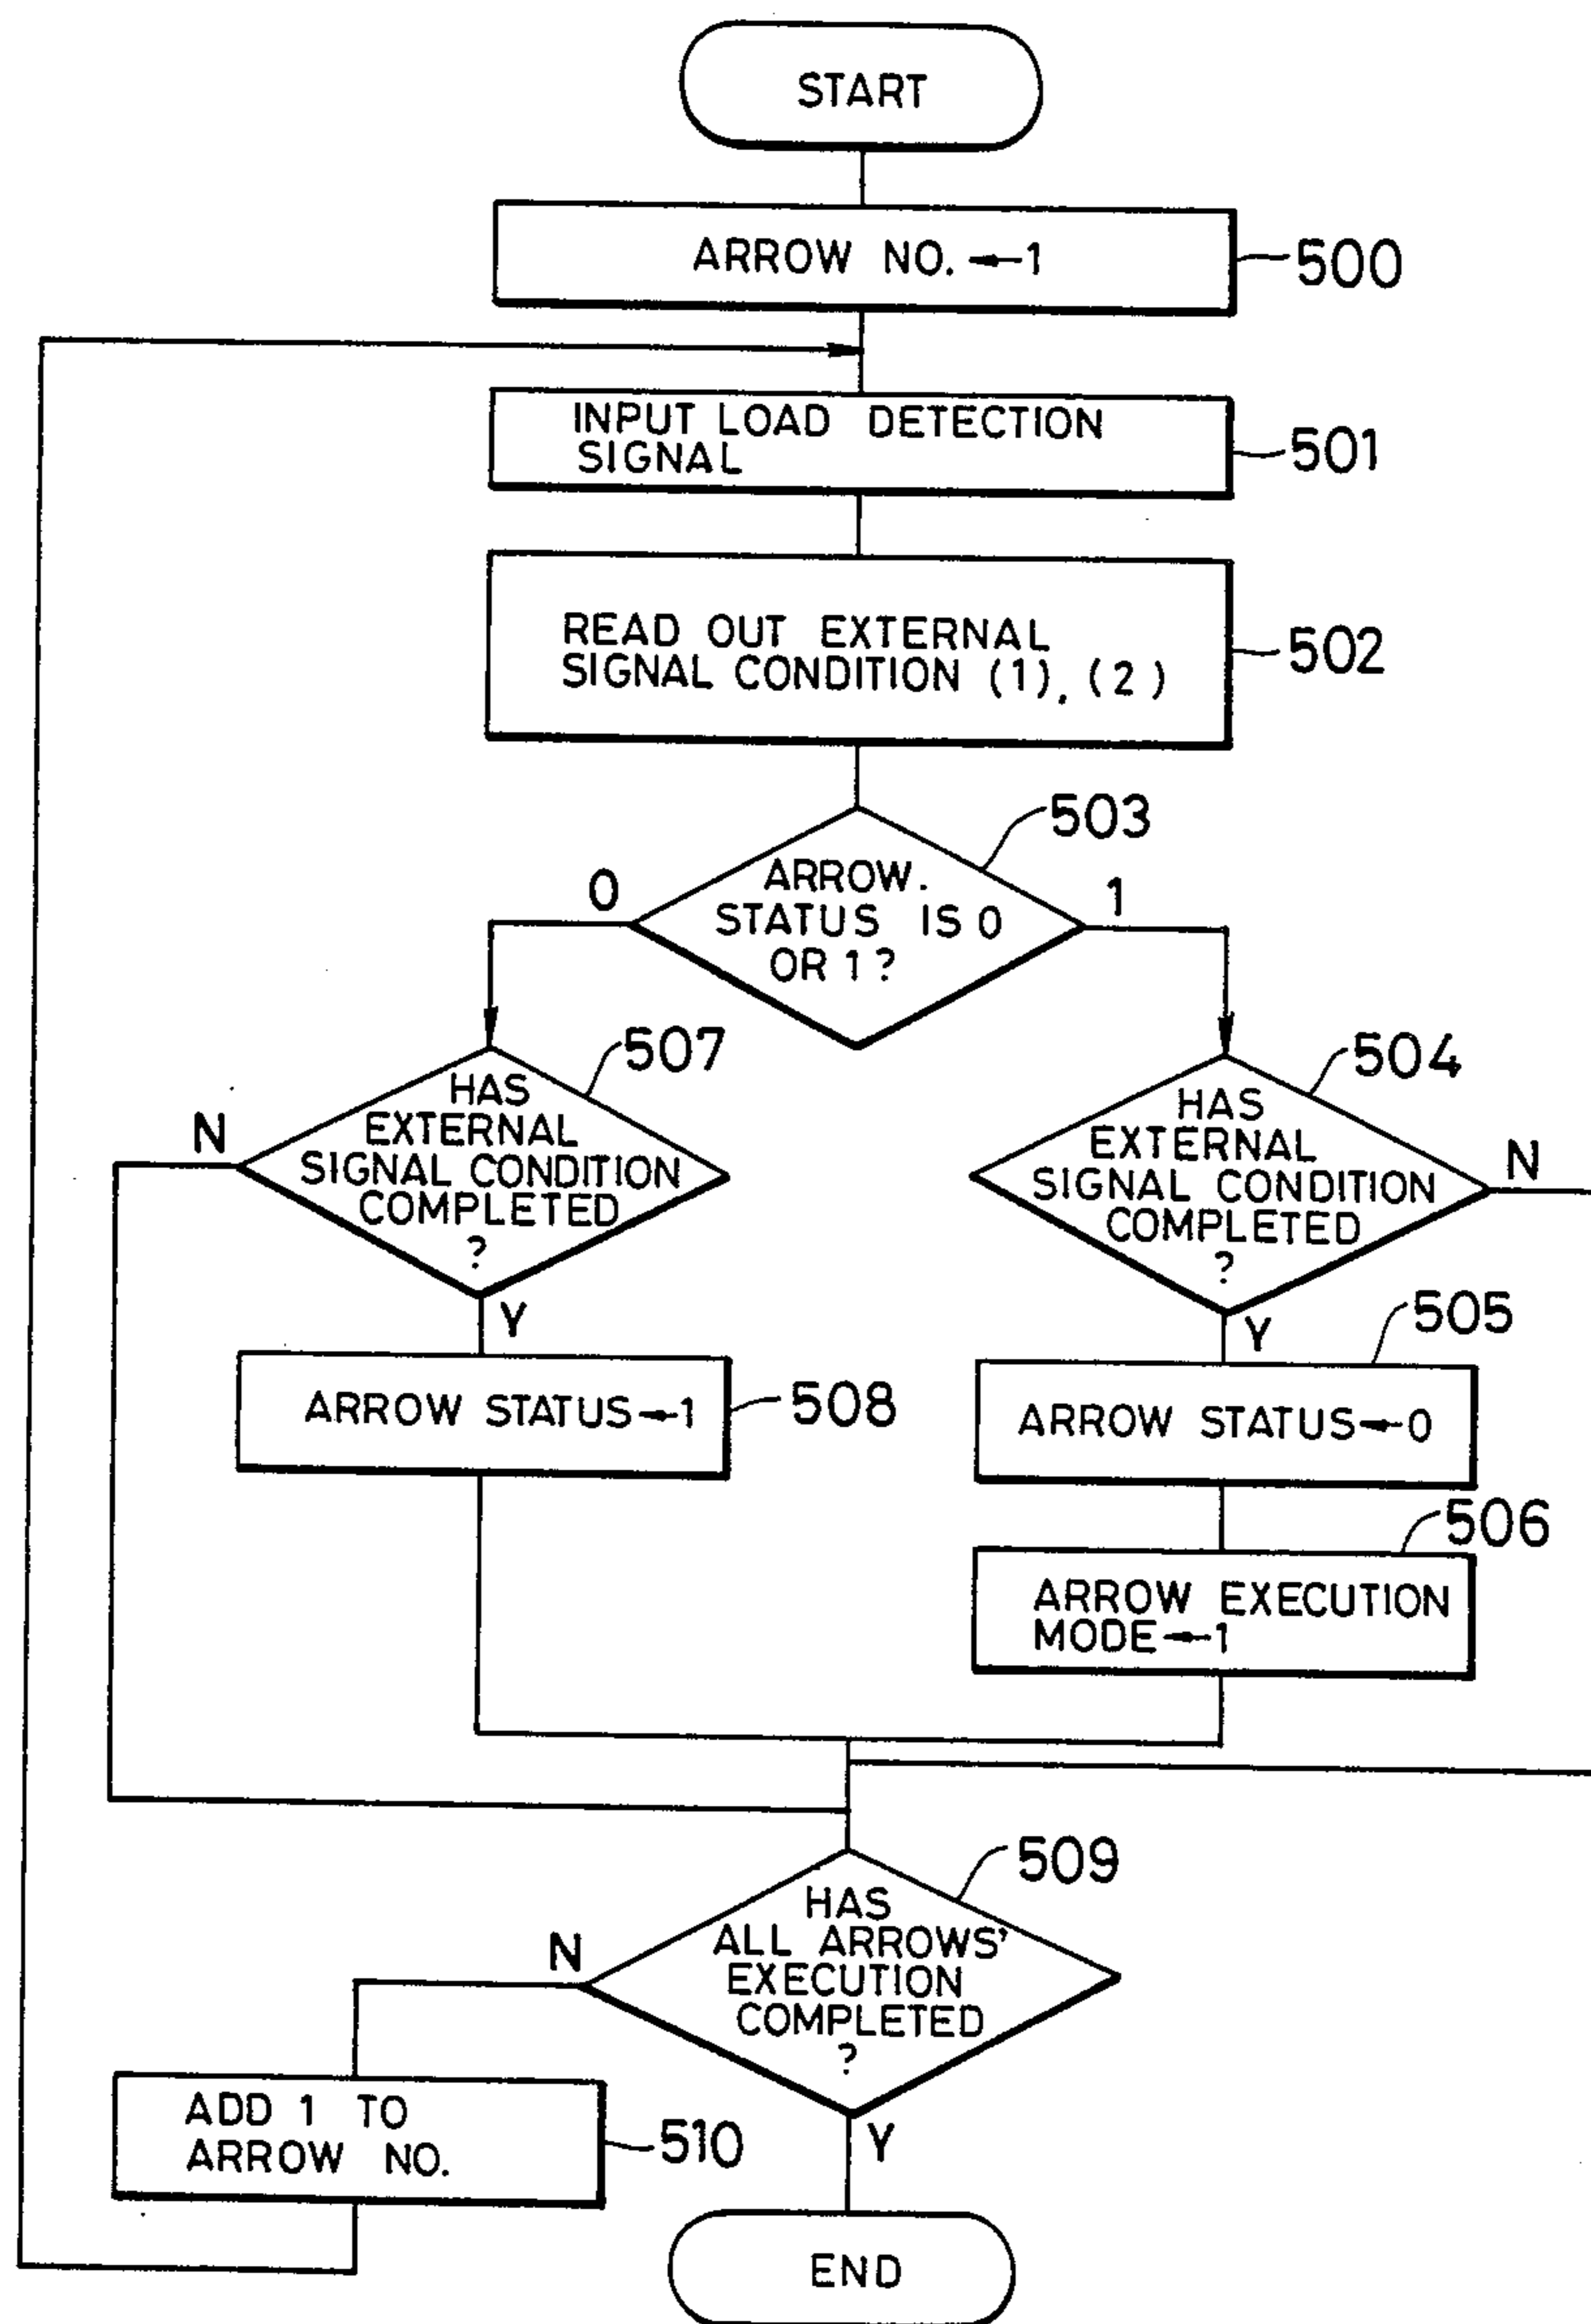 START
ARROW NO.←1
500
INPUT LOAD DETECTION
SIGNAL
501
READ OUT EXTERNAL
SIGNAL CONDITION (1), (2)
502
503
ARROW.
STATUS IS 0
OR 1?
0
1
507
HAS
EXTERNAL
SIGNAL CONDITION
COMPLETED
?
N
Y
504
HAS
EXTERNAL
SIGNAL CONDITION
COMPLETED
?
N
Y
ARROW STATUS←1
508
505
ARROW STATUS←0
506
ARROW EXECUTION
MODE←1
509
HAS
ALL ARROWS'
EXECUTION
COMPLETED
?
N
Y
ADD 1 TO
ARROW NO.
510
END